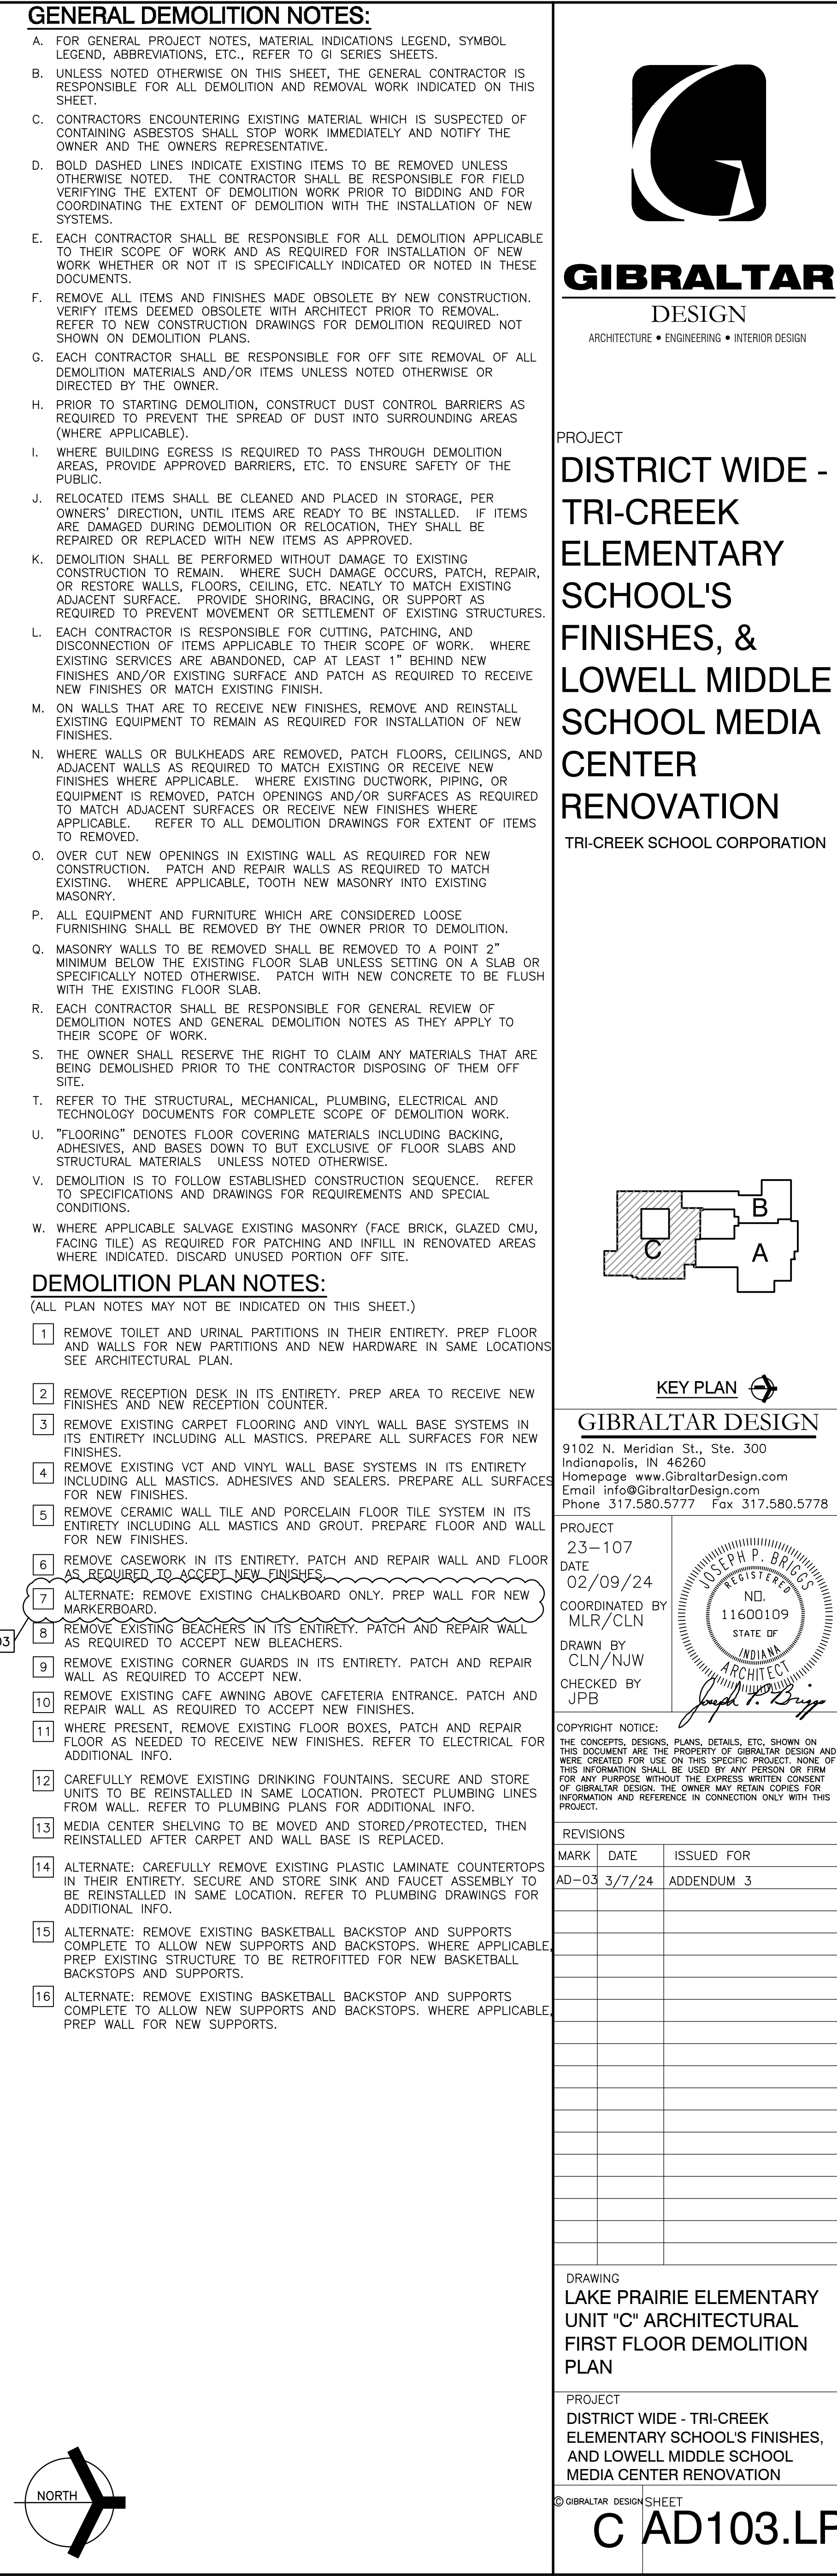 GENERAL DEMOLITION NOTES:
A. FOR GENERAL PROJECT NOTES, MATERIAL INDICATIONS LEGEND, SYMBOL
LEGEND, ABBREVIATIONS, ETC., REFER TO GI SERIES SHEETS.
B. UNLESS NOTED OTHERWISE ON THIS SHEET, THE GENERAL CONTRACTOR IS
RESPONSIBLE FOR ALL DEMOLITION AND REMOVAL WORK INDICATED ON THIS
SHEET.
C. CONTRACTORS ENCOUNTERING EXISTING MATERIAL WHICH IS SUSPECTED OF
CONTAINING ASBESTOS SHALL STOP WORK IMMEDIATELY AND NOTIFY THE
OWNER AND THE OWNERS REPRESENTATIVE.
D. BOLD DASHED LINES INDICATE EXISTING ITEMS TO BE REMOVED UNLESS
OTHERWISE NOTED. THE CONTRACTOR SHALL BE RESPONSIBLE FOR FIELD
VERIFYING THE EXTENT OF DEMOLITION WORK PRIOR TO BIDDING AND FOR
COORDINATING THE EXTENT OF DEMOLITION WITH THE INSTALLATION OF NEW
SYSTEMS.
E. EACH CONTRACTOR SHALL BE RESPONSIBLE FOR ALL DEMOLITION APPLICABLE
TO THEIR SCOPE OF WORK AND AS REQUIRED FOR INSTALLATION OF NEW
WORK WHETHER OR NOT IT IS SPECIFICALLY INDICATED OR NOTED IN THESE
DOCUMENTS.
F. REMOVE ALL ITEMS AND FINISHES MADE OBSOLETE BY NEW CONSTRUCTION.
VERIFY ITEMS DEEMED OBSOLETE WITH ARCHITECT PRIOR TO REMOVAL.
REFER TO NEW CONSTRUCTION DRAWINGS FOR DEMOLITION REQUIRED NOT
SHOWN ON DEMOLITION PLANS.
G. EACH CONTRACTOR SHALL BE RESPONSIBLE FOR OFF SITE REMOVAL OF ALL
DEMOLITION MATERIALS AND/OR ITEMS UNLESS NOTED OTHERWISE OR
DIRECTED BY THE OWNER.
H. PRIOR TO STARTING DEMOLITION, CONSTRUCT DUST CONTROL BARRIERS AS
REQUIRED TO PREVENT THE SPREAD OF DUST INTO SURROUNDING AREAS
(WHERE APPLICABLE).
I. WHERE BUILDING EGRESS IS REQUIRED TO PASS THROUGH DEMOLITION
AREAS, PROVIDE APPROVED BARRIERS, ETC. TO ENSURE SAFETY OF THE
PUBLIC.
J. RELOCATED ITEMS SHALL BE CLEANED AND PLACED IN STORAGE, PER
OWNERS' DIRECTION, UNTIL ITEMS ARE READY TO BE INSTALLED. IF ITEMS
ARE DAMAGED DURING DEMOLITION OR RELOCATION, THEY SHALL BE
REPAIRED OR REPLACED WITH NEW ITEMS AS APPROVED.
K. DEMOLITION SHALL BE PERFORMED WITHOUT DAMAGE TO EXISTING
CONSTRUCTION TO REMAIN. WHERE SUCH DAMAGE OCCURS, PATCH, REPAIR,
OR RESTORE WALLS, FLOORS, CEILING, ETC. NEATLY TO MATCH EXISTING
ADJACENT SURFACE. PROVIDE SHORING, BRACING, OR SUPPORT AS
REQUIRED TO PREVENT MOVEMENT OR SETTLEMENT OF EXISTING STRUCTURES.
L. EACH CONTRACTOR IS RESPONSIBLE FOR CUTTING, PATCHING, AND
DISCONNECTION OF ITEMS APPLICABLE TO THEIR SCOPE OF WORK. WHERE
EXISTING SERVICES ARE ABANDONED, CAP AT LEAST 1" BEHIND NEW
FINISHES AND/OR EXISTING SURFACE AND PATCH AS REQUIRED TO RECEIVE
NEW FINISHES OR MATCH EXISTING FINISH.
M. ON WALLS THAT ARE TO RECEIVE NEW FINISHES, REMOVE AND REINSTALL
EXISTING EQUIPMENT TO REMAIN AS REQUIRED FOR INSTALLATION OF NEW
FINISHES.
N. WHERE WALLS OR BULKHEADS ARE REMOVED, PATCH FLOORS, CEILINGS, AND
ADJACENT WALLS AS REQUIRED TO MATCH EXISTING OR RECEIVE NEW
FINISHES WHERE APPLICABLE. WHERE EXISTING DUCTWORK, PIPING, OR
EQUIPMENT IS REMOVED, PATCH OPENINGS AND/OR SURFACES AS REQUIRED
TO MATCH ADJACENT SURFACES OR RECEIVE NEW FINISHES WHERE
APPLICABLE. REFER TO ALL DEMOLITION DRAWINGS FOR EXTENT OF ITEMS
TO REMOVED.
O. OVER CUT NEW OPENINGS IN EXISTING WALL AS REQUIRED FOR NEW
CONSTRUCTION. PATCH AND REPAIR WALLS AS REQUIRED TO MATCH
EXISTING. WHERE APPLICABLE, TOOTH NEW MASONRY INTO EXISTING
MASONRY.
P. ALL EQUIPMENT AND FURNITURE WHICH ARE CONSIDERED LOOSE
FURNISHING SHALL BE REMOVED BY THE OWNER PRIOR TO DEMOLITION.
Q. MASONRY WALLS TO BE REMOVED SHALL BE REMOVED TO A POINT 2"
MINIMUM BELOW THE EXISTING FLOOR SLAB UNLESS SETTING ON A SLAB OR
SPECIFICALLY NOTED OTHERWISE. PATCH WITH NEW CONCRETE TO BE FLUSH
WITH THE EXISTING FLOOR SLAB.
R. EACH CONTRACTOR SHALL BE RESPONSIBLE FOR GENERAL REVIEW OF
DEMOLITION NOTES AND GENERAL DEMOLITION NOTES AS THEY APPLY TO
THEIR SCOPE OF WORK.
S. THE OWNER SHALL RESERVE THE RIGHT TO CLAIM ANY MATERIALS THAT ARE
BEING DEMOLISHED PRIOR TO THE CONTRACTOR DISPOSING OF THEM OFF
SITE.
T. REFER TO THE STRUCTURAL, MECHANICAL, PLUMBING, ELECTRICAL AND
TECHNOLOGY DOCUMENTS FOR COMPLETE SCOPE OF DEMOLITION WORK.
U. "FLOORING" DENOTES FLOOR COVERING MATERIALS INCLUDING BACKING,
ADHESIVES, AND BASES DOWN TO BUT EXCLUSIVE OF FLOOR SLABS AND
STRUCTURAL MATERIALS UNLESS NOTED OTHERWISE.
V. DEMOLITION IS TO FOLLOW ESTABLISHED CONSTRUCTION SEQUENCE. REFER
TO SPECIFICATIONS AND DRAWINGS FOR REQUIREMENTS AND SPECIAL
CONDITIONS.
W. WHERE APPLICABLE SALVAGE EXISTING MASONRY (FACE BRICK, GLAZED CMU,
FACING TILE) AS REQUIRED FOR PATCHING AND INFILL IN RENOVATED AREAS
WHERE INDICATED. DISCARD UNUSED PORTION OFF SITE.
DEMOLITION PLAN NOTES:
(ALL PLAN NOTES MAY NOT BE INDICATED ON THIS SHEET.)
1 REMOVE TOILET AND URINAL PARTITIONS IN THEIR ENTIRETY. PREP FLOOR
AND WALLS FOR NEW PARTITIONS AND NEW HARDWARE IN SAME LOCATIONS
SEE ARCHITECTURAL PLAN.
2 REMOVE RECEPTION DESK IN ITS ENTIRETY. PREP AREA TO RECEIVE NEW
FINISHES AND NEW RECEPTION COUNTER.
3 REMOVE EXISTING CARPET FLOORING AND VINYL WALL BASE SYSTEMS IN
ITS ENTIRETY INCLUDING ALL MASTICS. PREPARE ALL SURFACES FOR NEW
FINISHES.
4 REMOVE EXISTING VCT AND VINYL WALL BASE SYSTEMS IN ITS ENTIRETY
INCLUDING ALL MASTICS. ADHESIVES AND SEALERS. PREPARE ALL SURFACES
FOR NEW FINISHES.
5 REMOVE CERAMIC WALL TILE AND PORCELAIN FLOOR TILE SYSTEM IN ITS
ENTIRETY INCLUDING ALL MASTICS AND GROUT. PREPARE FLOOR AND WALL
FOR NEW FINISHES.
6 REMOVE CASEWORK IN ITS ENTIRETY. PATCH AND REPAIR WALL AND FLOOR
AS REQUIRED TO ACCEPT NEW FINISHES.
7 ALTERNATE: REMOVE EXISTING CHALKBOARD ONLY. PREP WALL FOR NEW
MARKERBOARD.
03
8 REMOVE EXISTING BEACHERS IN ITS ENTIRETY. PATCH AND REPAIR WALL
AS REQUIRED TO ACCEPT NEW BLEACHERS.
9 REMOVE EXISTING CORNER GUARDS IN ITS ENTIRETY. PATCH AND REPAIR
WALL AS REQUIRED TO ACCEPT NEW.
10 REMOVE EXISTING CAFE AWNING ABOVE CAFETERIA ENTRANCE. PATCH AND
REPAIR WALL AS REQUIRED TO ACCEPT NEW FINISHES.
11 WHERE PRESENT, REMOVE EXISTING FLOOR BOXES, PATCH AND REPAIR
FLOOR AS NEEDED TO RECEIVE NEW FINISHES. REFER TO ELECTRICAL FOR
ADDITIONAL INFO.
12 CAREFULLY REMOVE EXISTING DRINKING FOUNTAINS. SECURE AND STORE
UNITS TO BE REINSTALLED IN SAME LOCATION. PROTECT PLUMBING LINES
FROM WALL. REFER TO PLUMBING PLANS FOR ADDITIONAL INFO.
13 MEDIA CENTER SHELVING TO BE MOVED AND STORED/PROTECTED, THEN
REINSTALLED AFTER CARPET AND WALL BASE IS REPLACED.
14 ALTERNATE: CAREFULLY REMOVE EXISTING PLASTIC LAMINATE COUNTERTOPS
IN THEIR ENTIRETY. SECURE AND STORE SINK AND FAUCET ASSEMBLY TO
BE REINSTALLED IN SAME LOCATION. REFER TO PLUMBING DRAWINGS FOR
ADDITIONAL INFO.
15 ALTERNATE: REMOVE EXISTING BASKETBALL BACKSTOP AND SUPPORTS
COMPLETE TO ALLOW NEW SUPPORTS AND BACKSTOPS. WHERE APPLICABLE,
PREP EXISTING STRUCTURE TO BE RETROFITTED FOR NEW BASKETBALL
BACKSTOPS AND SUPPORTS.
16 ALTERNATE: REMOVE EXISTING BASKETBALL BACKSTOP AND SUPPORTS
COMPLETE TO ALLOW NEW SUPPORTS AND BACKSTOPS. WHERE APPLICABLE,
PREP WALL FOR NEW SUPPORTS.
NORTH
GIBRALTAR
DESIGN
ARCHITECTURE • ENGINEERING • INTERIOR DESIGN
PROJECT
DISTRICT WIDE -
TRI-CREEK
ELEMENTARY
SCHOOL'S
FINISHES, &
LOWELL MIDDLE
SCHOOL MEDIA
CENTER
RENOVATION
TRI-CREEK SCHOOL CORPORATION
B
C
A
KEY PLAN
GIBRALTAR DESIGN
9102 N. Meridian St., Ste. 300
Indianapolis, IN 46260
Homepage www.GibraltarDesign.com
Email info@GibraltarDesign.com
Phone 317.580.5777 Fax 317.580.5778
PROJECT
23-107
DATE
02/09/24
COORDINATED BY
MLR/CLN
DRAWN BY
CLN/NJW
CHECKED BY
JPB
JOSEPH P. BRIGGS
REGISTERED
NO.
11600109
STATE OF
INDIANA
ARCHITECT
Joseph P. Briggs
COPYRIGHT NOTICE:
THE CONCEPTS, DESIGNS, PLANS, DETAILS, ETC, SHOWN ON
THIS DOCUMENT ARE THE PROPERTY OF GIBRALTAR DESIGN AND
WERE CREATED FOR USE ON THIS SPECIFIC PROJECT. NONE OF
THIS INFORMATION SHALL BE USED BY ANY PERSON OR FIRM
FOR ANY PURPOSE WITHOUT THE EXPRESS WRITTEN CONSENT
OF GIBRALTAR DESIGN. THE OWNER MAY RETAIN COPIES FOR
INFORMATION AND REFERENCE IN CONNECTION ONLY WITH THIS
PROJECT.
REVISIONS
MARK DATE ISSUED FOR
AD-03 3/7/24 ADDENDUM 3
DRAWING
LAKE PRAIRIE ELEMENTARY
UNIT "C" ARCHITECTURAL
FIRST FLOOR DEMOLITION
PLAN
PROJECT
DISTRICT WIDE - TRI-CREEK
ELEMENTARY SCHOOL'S FINISHES,
AND LOWELL MIDDLE SCHOOL
MEDIA CENTER RENOVATION
© GIBRALTAR DESIGN SHEET
C AD103.LP